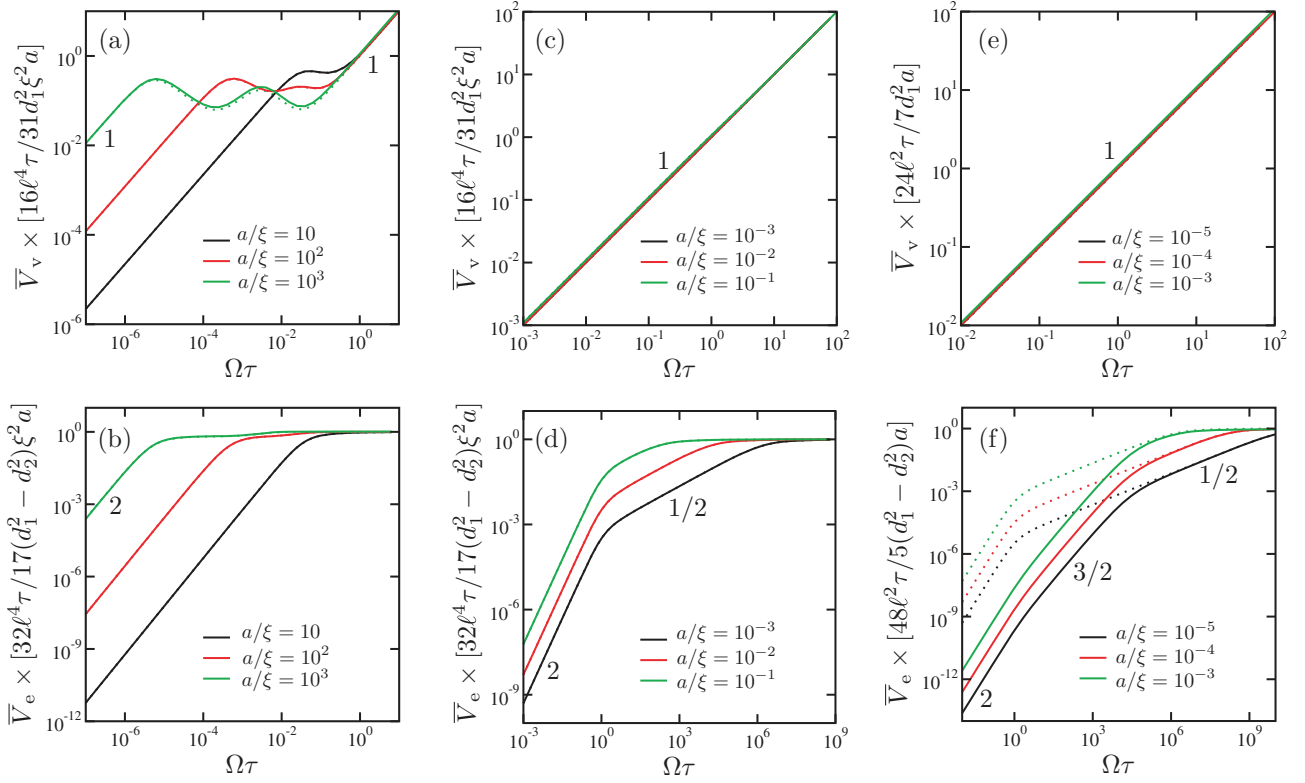 (a)
V̅ᵥ × [16ℓ⁴τ/31d₁²ξ²a]
10⁰
10⁻²
10⁻⁴
10⁻⁶
1
1
a/ξ = 10
a/ξ = 10²
a/ξ = 10³
10⁻⁶ 10⁻⁴ 10⁻² 10⁰
Ωτ
(c)
V̅ᵥ × [16ℓ⁴τ/31d₁²ξ²a]
10²
10¹
10⁰
10⁻¹
10⁻²
10⁻³
1
a/ξ = 10⁻³
a/ξ = 10⁻²
a/ξ = 10⁻¹
10⁻³ 10⁻² 10⁻¹ 10⁰ 10¹ 10²
Ωτ
(e)
V̅ᵥ × [24ℓ²τ/7d₁²a]
10²
10¹
10⁰
10⁻¹
10⁻²
1
a/ξ = 10⁻⁵
a/ξ = 10⁻⁴
a/ξ = 10⁻³
10⁻² 10⁻¹ 10⁰ 10¹ 10²
Ωτ
(b)
V̅ₑ × [32ℓ⁴τ/17(d₁² − d₂²)ξ²a]
10⁰
10⁻³
10⁻⁶
10⁻⁹
10⁻¹²
2
a/ξ = 10
a/ξ = 10²
a/ξ = 10³
10⁻⁶ 10⁻⁴ 10⁻² 10⁰ 10² 10⁴ 10⁶
Ωτ
(d)
V̅ₑ × [32ℓ⁴τ/17(d₁² − d₂²)ξ²a]
10⁰
10⁻³
10⁻⁶
10⁻⁹
1/2
2
a/ξ = 10⁻³
a/ξ = 10⁻²
a/ξ = 10⁻¹
10⁻³ 10⁰ 10³ 10⁶ 10⁹
Ωτ
(f)
V̅ₑ × [48ℓ²τ/5(d₁² − d₂²)a]
10⁰
10⁻³
10⁻⁶
10⁻⁹
10⁻¹²
1/2
3/2
2
a/ξ = 10⁻⁵
a/ξ = 10⁻⁴
a/ξ = 10⁻³
10⁰ 10³ 10⁶ 10⁹
Ωτ